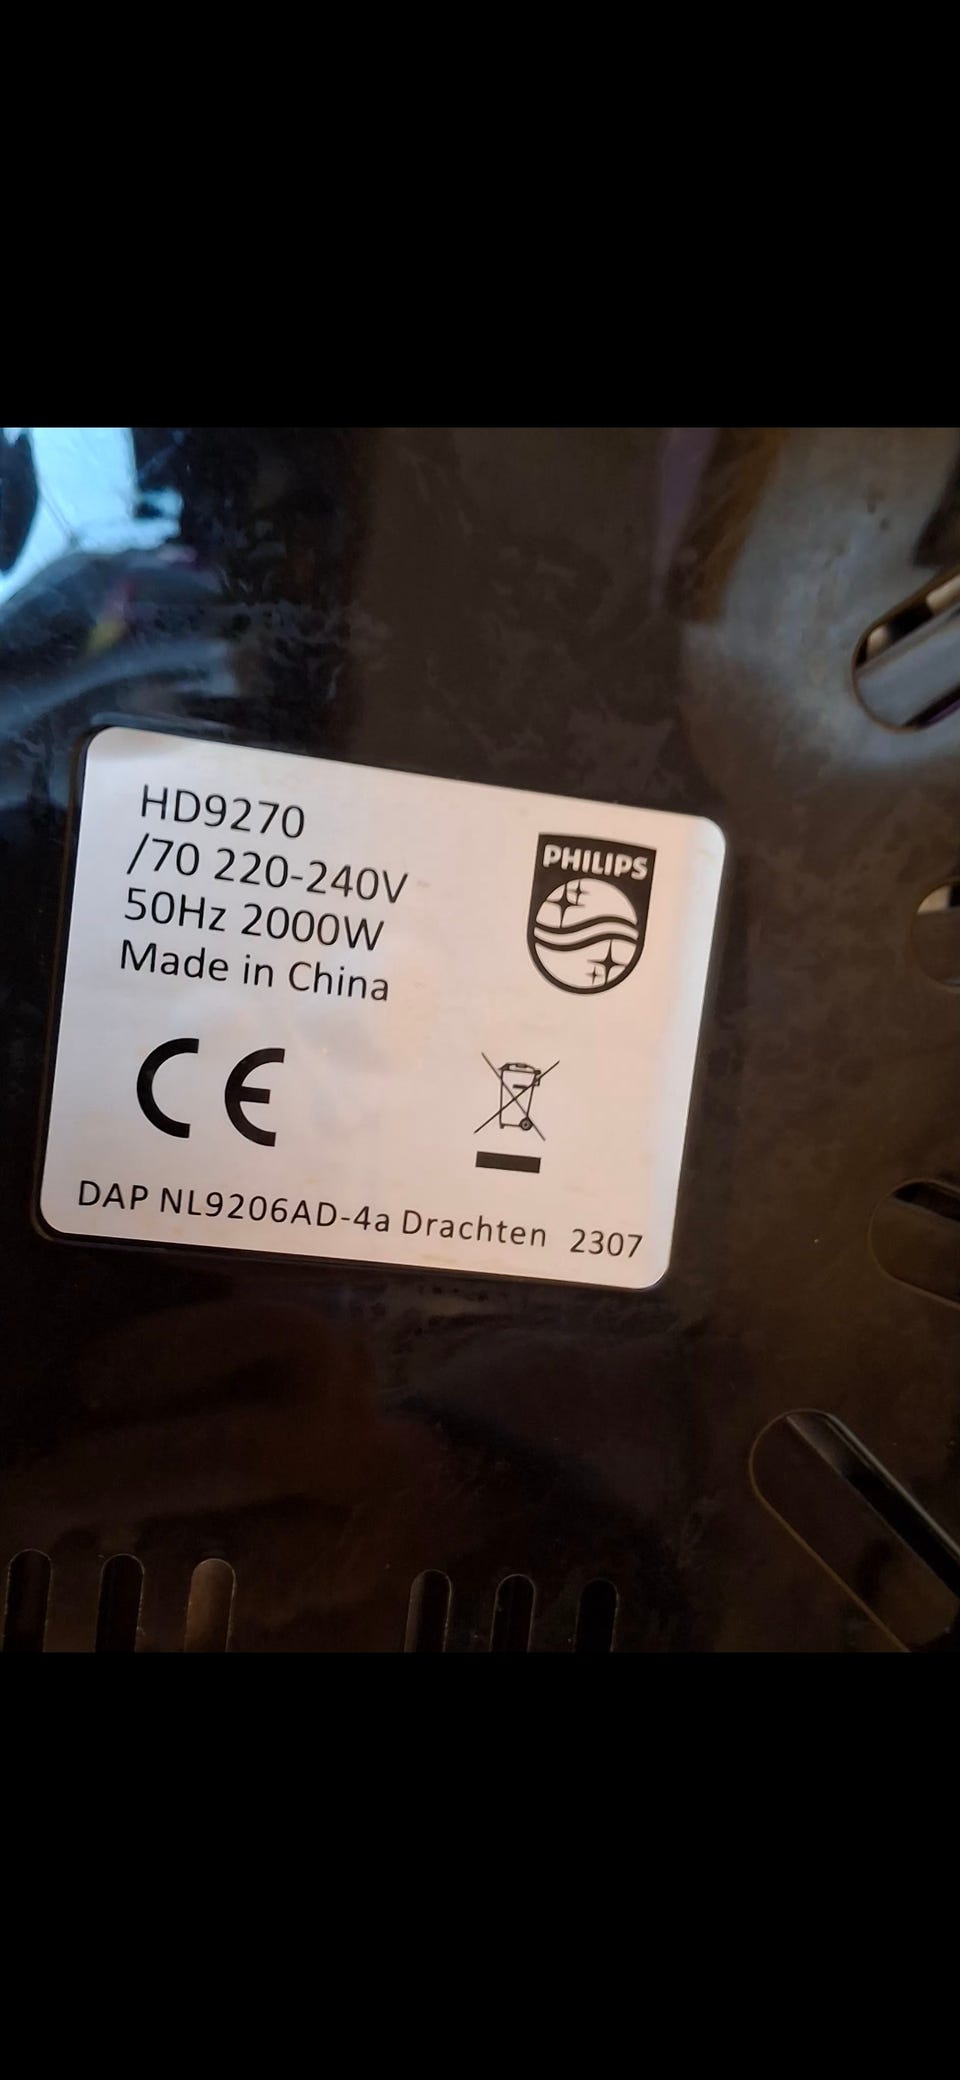 HD9270
/70 220-240V
50Hz 2000W
Made in China
PHILIPS
CE
DAP NL9206AD-4a Drachten 2307